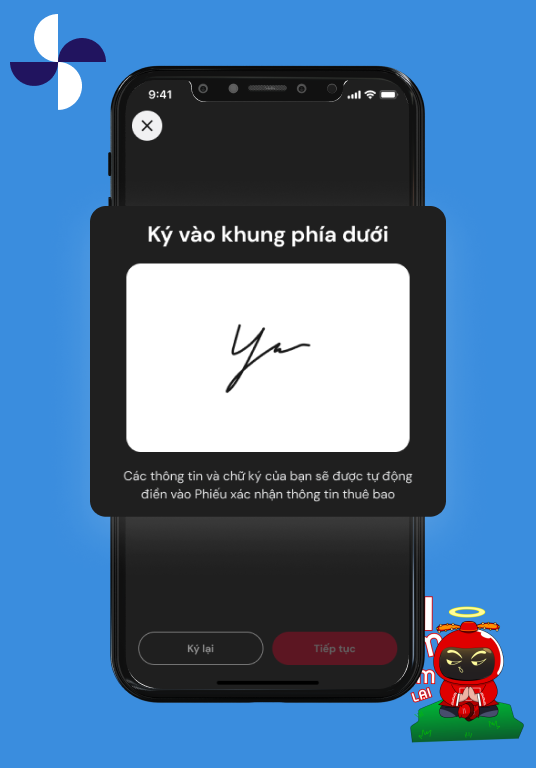 9:41
Ký vào khung phía dưới
Các thông tin và chữ ký của bạn sẽ được tự động
điền vào Phiếu xác nhận thông tin thuê bao
Ký lại
Tiếp tục
LẠI